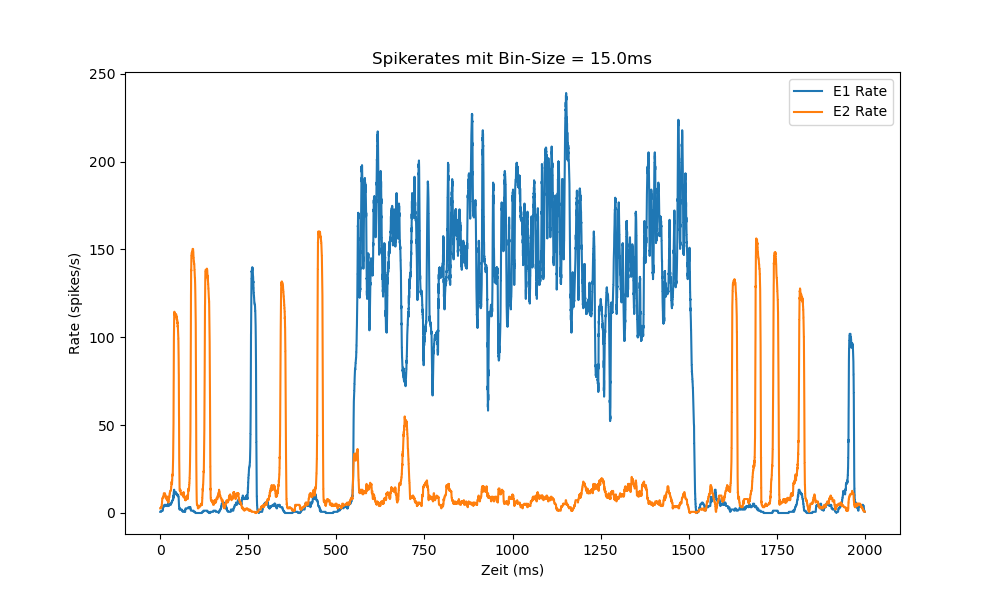 Spikerates mit Bin-Size = 15.0ms
E1 Rate
E2 Rate
Rate (spikes/s)
250
200
150
100
50
0
0 250 500 750 1000 1250 1500 1750 2000
Zeit (ms)